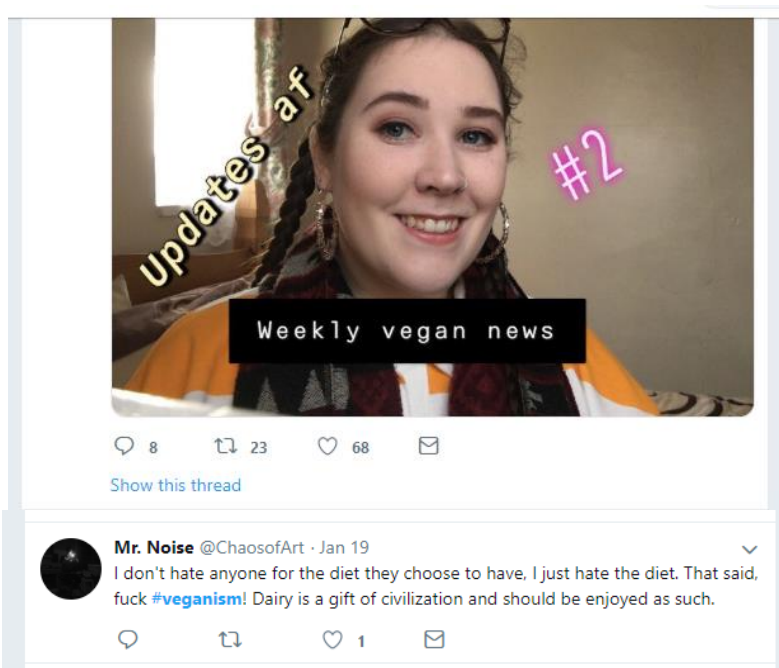 Updates af
#2
Weekly vegan news
8 23 68
Show this thread
Mr. Noise @ChaosofArt · Jan 19
I don't hate anyone for the diet they choose to have, I just hate the diet. That said,
fuck #veganism! Dairy is a gift of civilization and should be enjoyed as such.
1